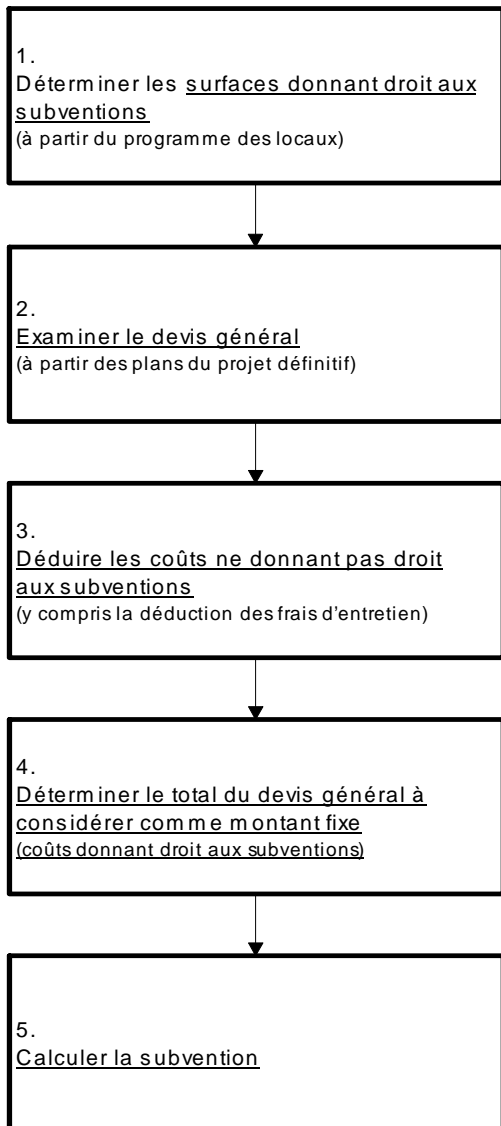 1.
Déterminer les surfaces donnant droit aux
subventions
(à partir du programme des locaux)
2.
Examiner le devis général
(à partir des plans du projet définitif)
3.
Déduire les coûts ne donnant pas droit
aux subventions
(y compris la déduction des frais d'entretien)
4.
Déterminer le total du devis général à
considérer comme montant fixe
(coûts donnant droit aux subventions)
5.
Calculer la subvention